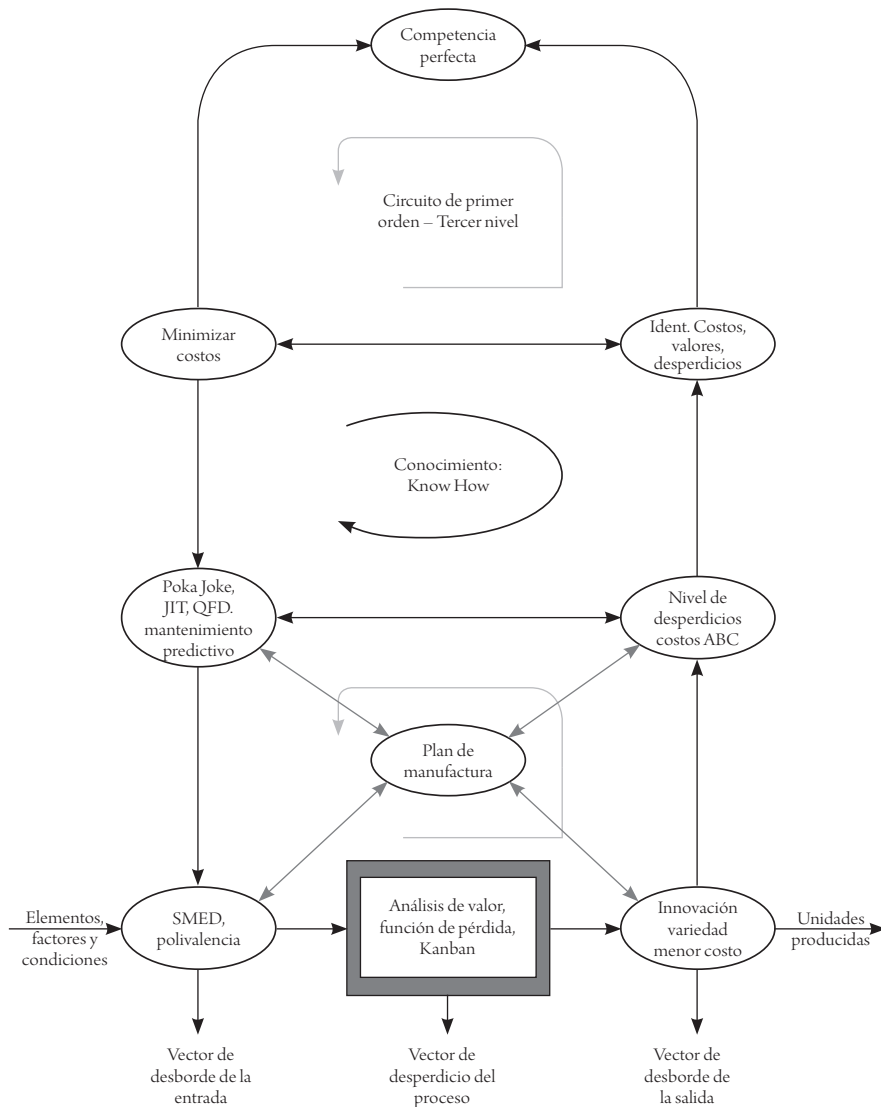 Competencia
perfecta
Circuito de primer
orden – Tercer nivel
Minimizar
costos
Ident. Costos,
valores,
desperdicios
Conocimiento:
Know How
Poka Joke,
JIT, QFD.
mantenimiento
predictivo
Nivel de
desperdicios
costos ABC
Plan de
manufactura
Elementos,
factores y
condiciones
SMED,
polivalencia
Análisis de valor,
función de pérdida,
Kanban
Innovación
variedad
menor costo
Unidades
producidas
Vector de
desborde de la
entrada
Vector de
desperdicio del
proceso
Vector de
desborde de
la salida